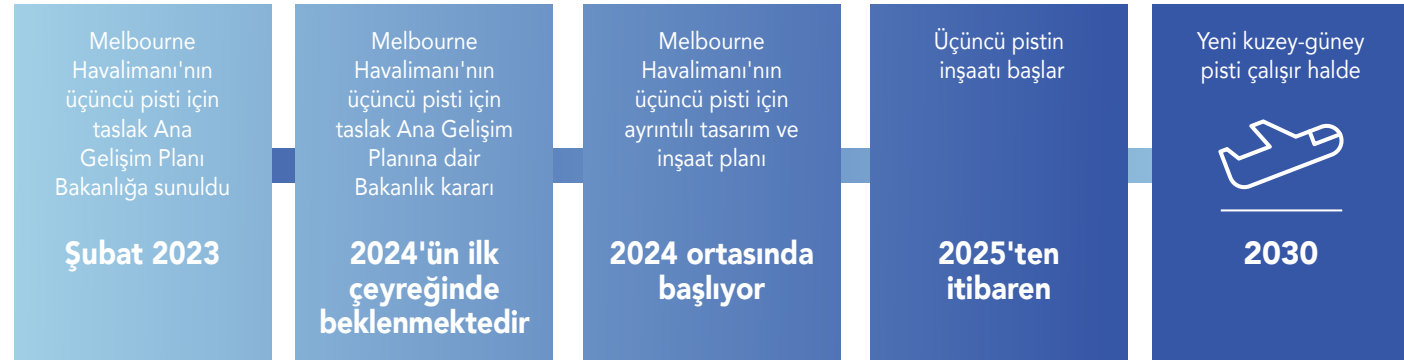 Melbourne
Havalimanı'nın
üçüncü pisti için
taslak Ana
Gelişim Planı
Bakanlığa sunuldu
Şubat 2023
Melbourne
Havalimanı'nın
üçüncü pisti için
taslak Ana Gelişim
Planına dair
Bakanlık kararı
2024'ün ilk
çeyreğinde
beklenmektedir
Melbourne
Havalimanı'nın
üçüncü pisti için
ayrıntılı tasarım ve
inşaat planı
2024 ortasında
başlıyor
Üçüncü pistin
inşaatı başlar
2025'ten
itibaren
Yeni kuzey-güney
pisti çalışır halde
2030